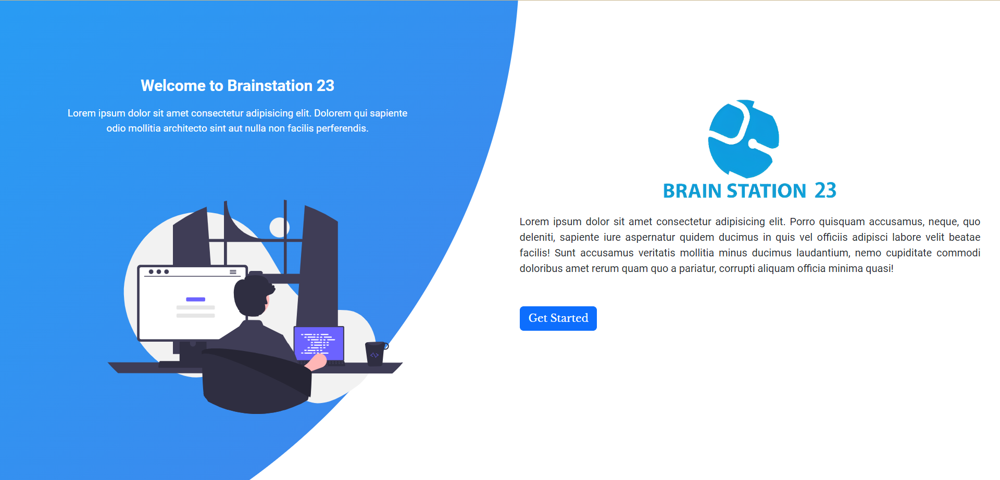 Welcome to Brainstation 23
Lorem ipsum dolor sit amet consectetur adipisicing elit. Dolorem qui sapiente
odio mollitia architecto sint aut nulla non facilis perferendis.
BRAIN STATION 23
Lorem ipsum dolor sit amet consectetur adipisicing elit. Porro quisquam accusamus, neque, quo
deleniti, sapiente iure aspernatur quidem ducimus in quis vel officiis adipisci labore velit beatae
facilis! Sunt accusamus veritatis mollitia minus ducimus laudantium, nemo cupiditate commodi
doloribus amet rerum quam quo a pariatur, corrupti aliquam officia minima quasi!
Get Started